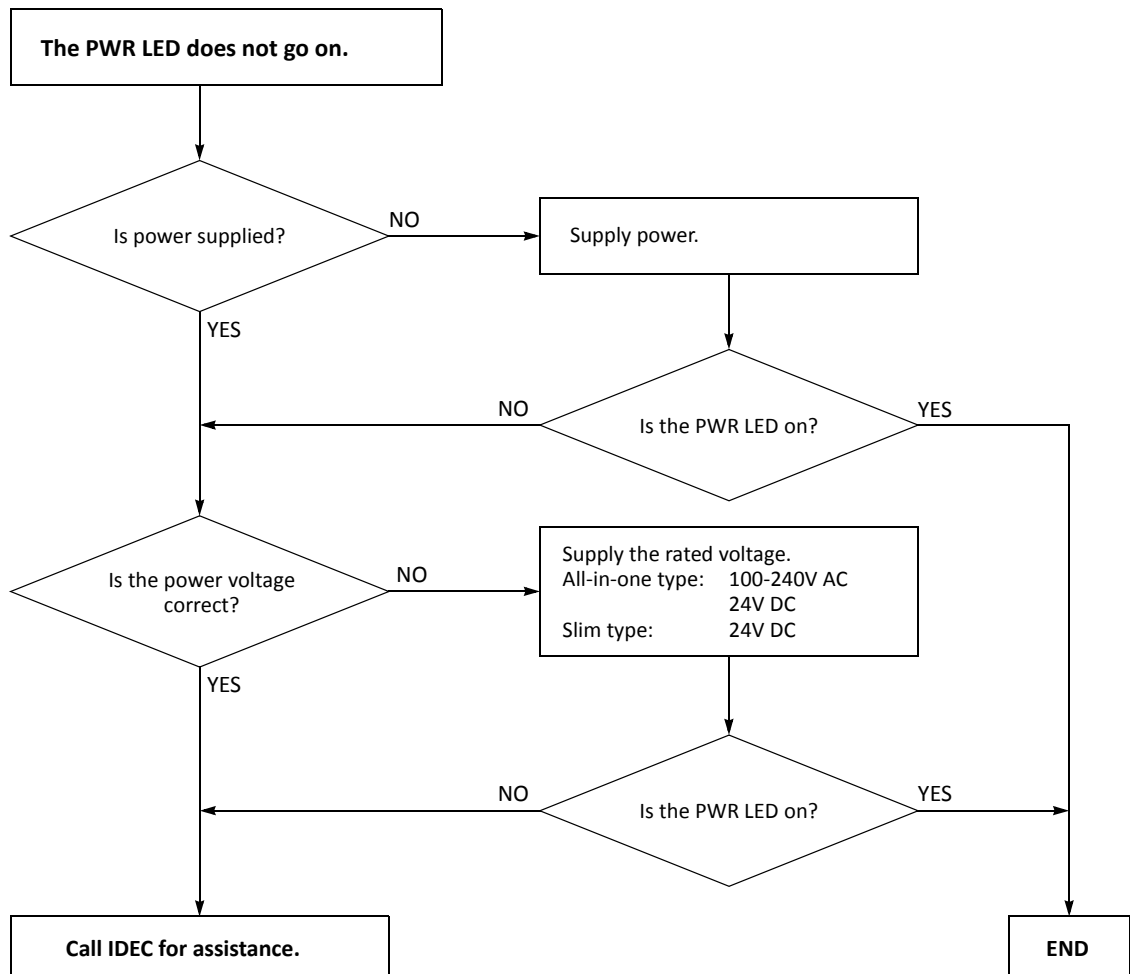 The PWR LED does not go on.
Is power supplied?
NO
Supply power.
YES
Is the PWR LED on?
NO
YES
Is the power voltage
correct?
NO
Supply the rated voltage.
All-in-one type: 100-240V AC
24V DC
Slim type: 24V DC
YES
Is the PWR LED on?
NO
YES
Call IDEC for assistance.
END